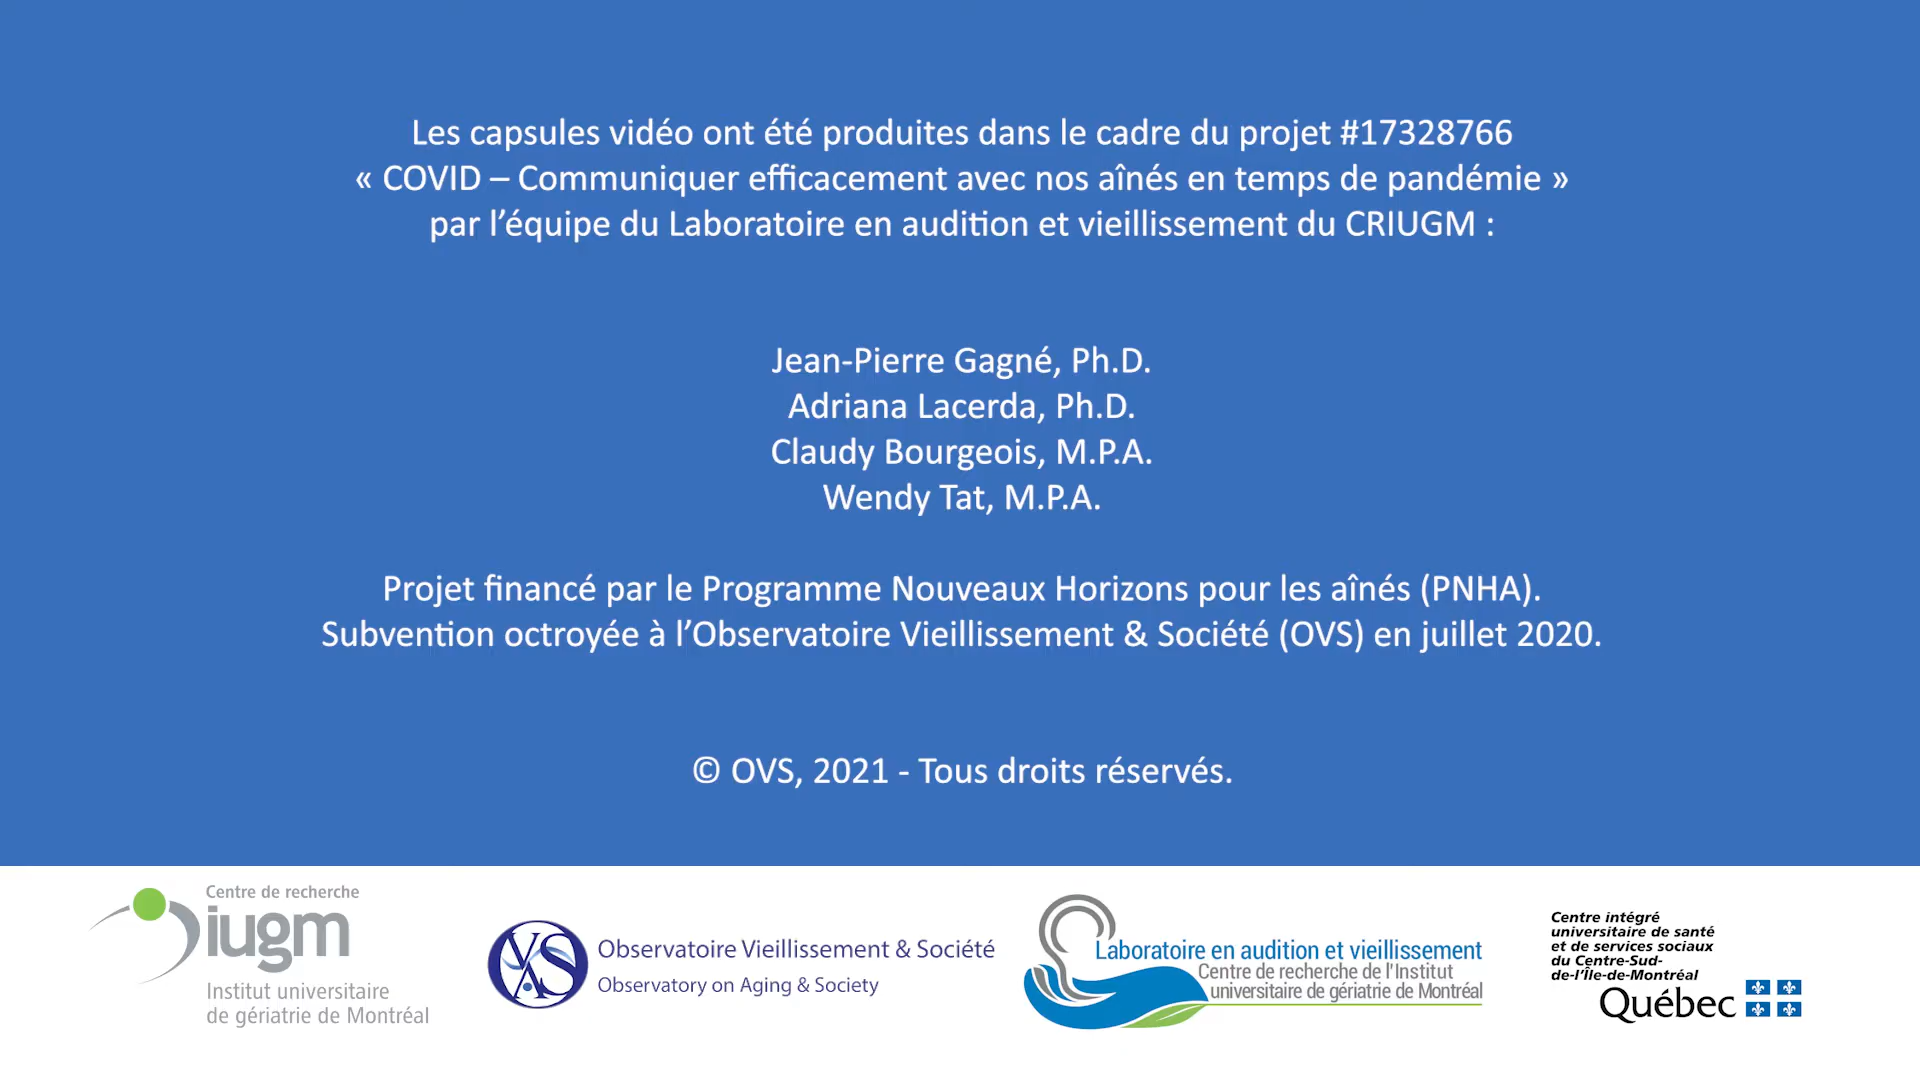 Les capsules vidéo ont été produites dans le cadre du projet #17328766
« COVID – Communiquer efficacement avec nos aînés en temps de pandémie »
par l’équipe du Laboratoire en audition et vieillissement du CRIUGM :
Jean-Pierre Gagné, Ph.D.
Adriana Lacerda, Ph.D.
Claudy Bourgeois, M.P.A.
Wendy Tat, M.P.A.
Projet financé par le Programme Nouveaux Horizons pour les aînés (PNHA).
Subvention octroyée à l’Observatoire Vieillissement & Société (OVS) en juillet 2020.
© OVS, 2021 - Tous droits réservés.
Centre de recherche
iugm
Institut universitaire
de gériatrie de Montréal
Observatoire Vieillissement & Société
Observatory on Aging & Society
Laboratoire en audition et vieillissement
Centre de recherche de l'Institut
universitaire de gériatrie de Montréal
Centre intégré
universitaire de santé
et de services sociaux
du Centre-Sud-
de-l'Île-de-Montréal
Québec